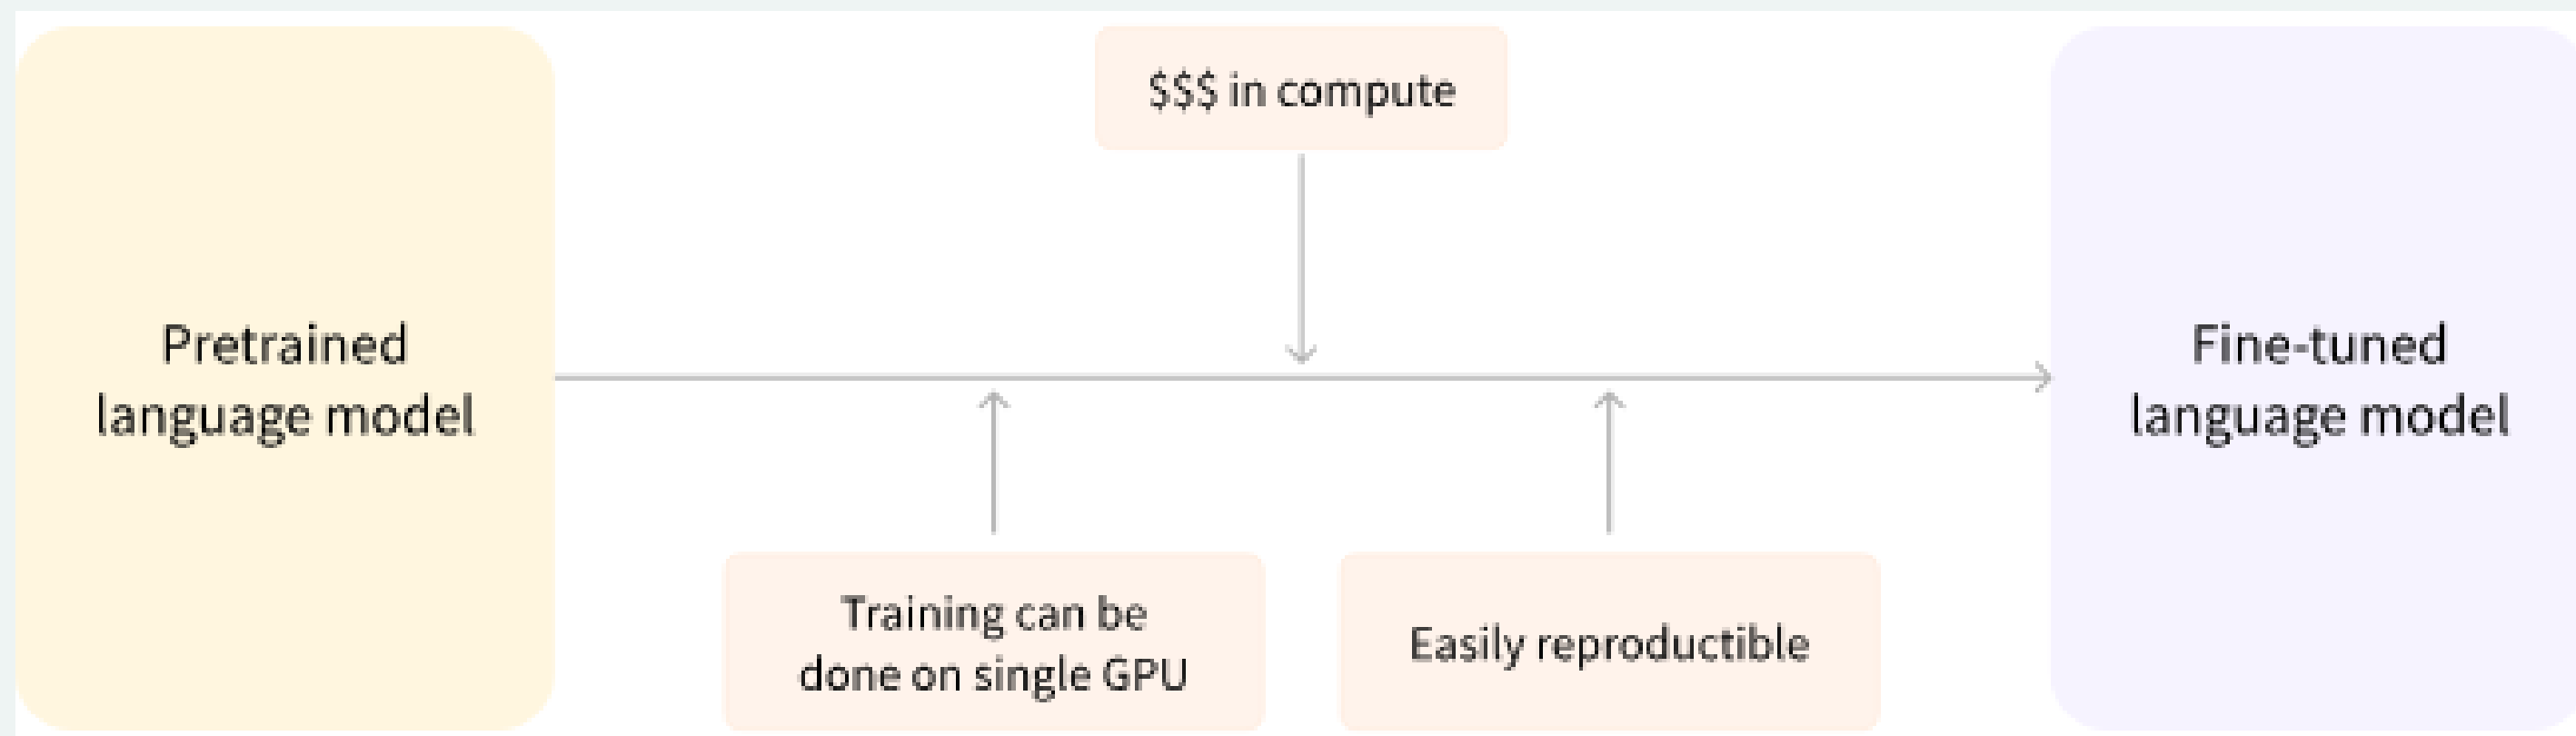 $$$ in compute
Pretrained
language model
Fine-tuned
language model
Training can be
done on single GPU
Easily reproductible